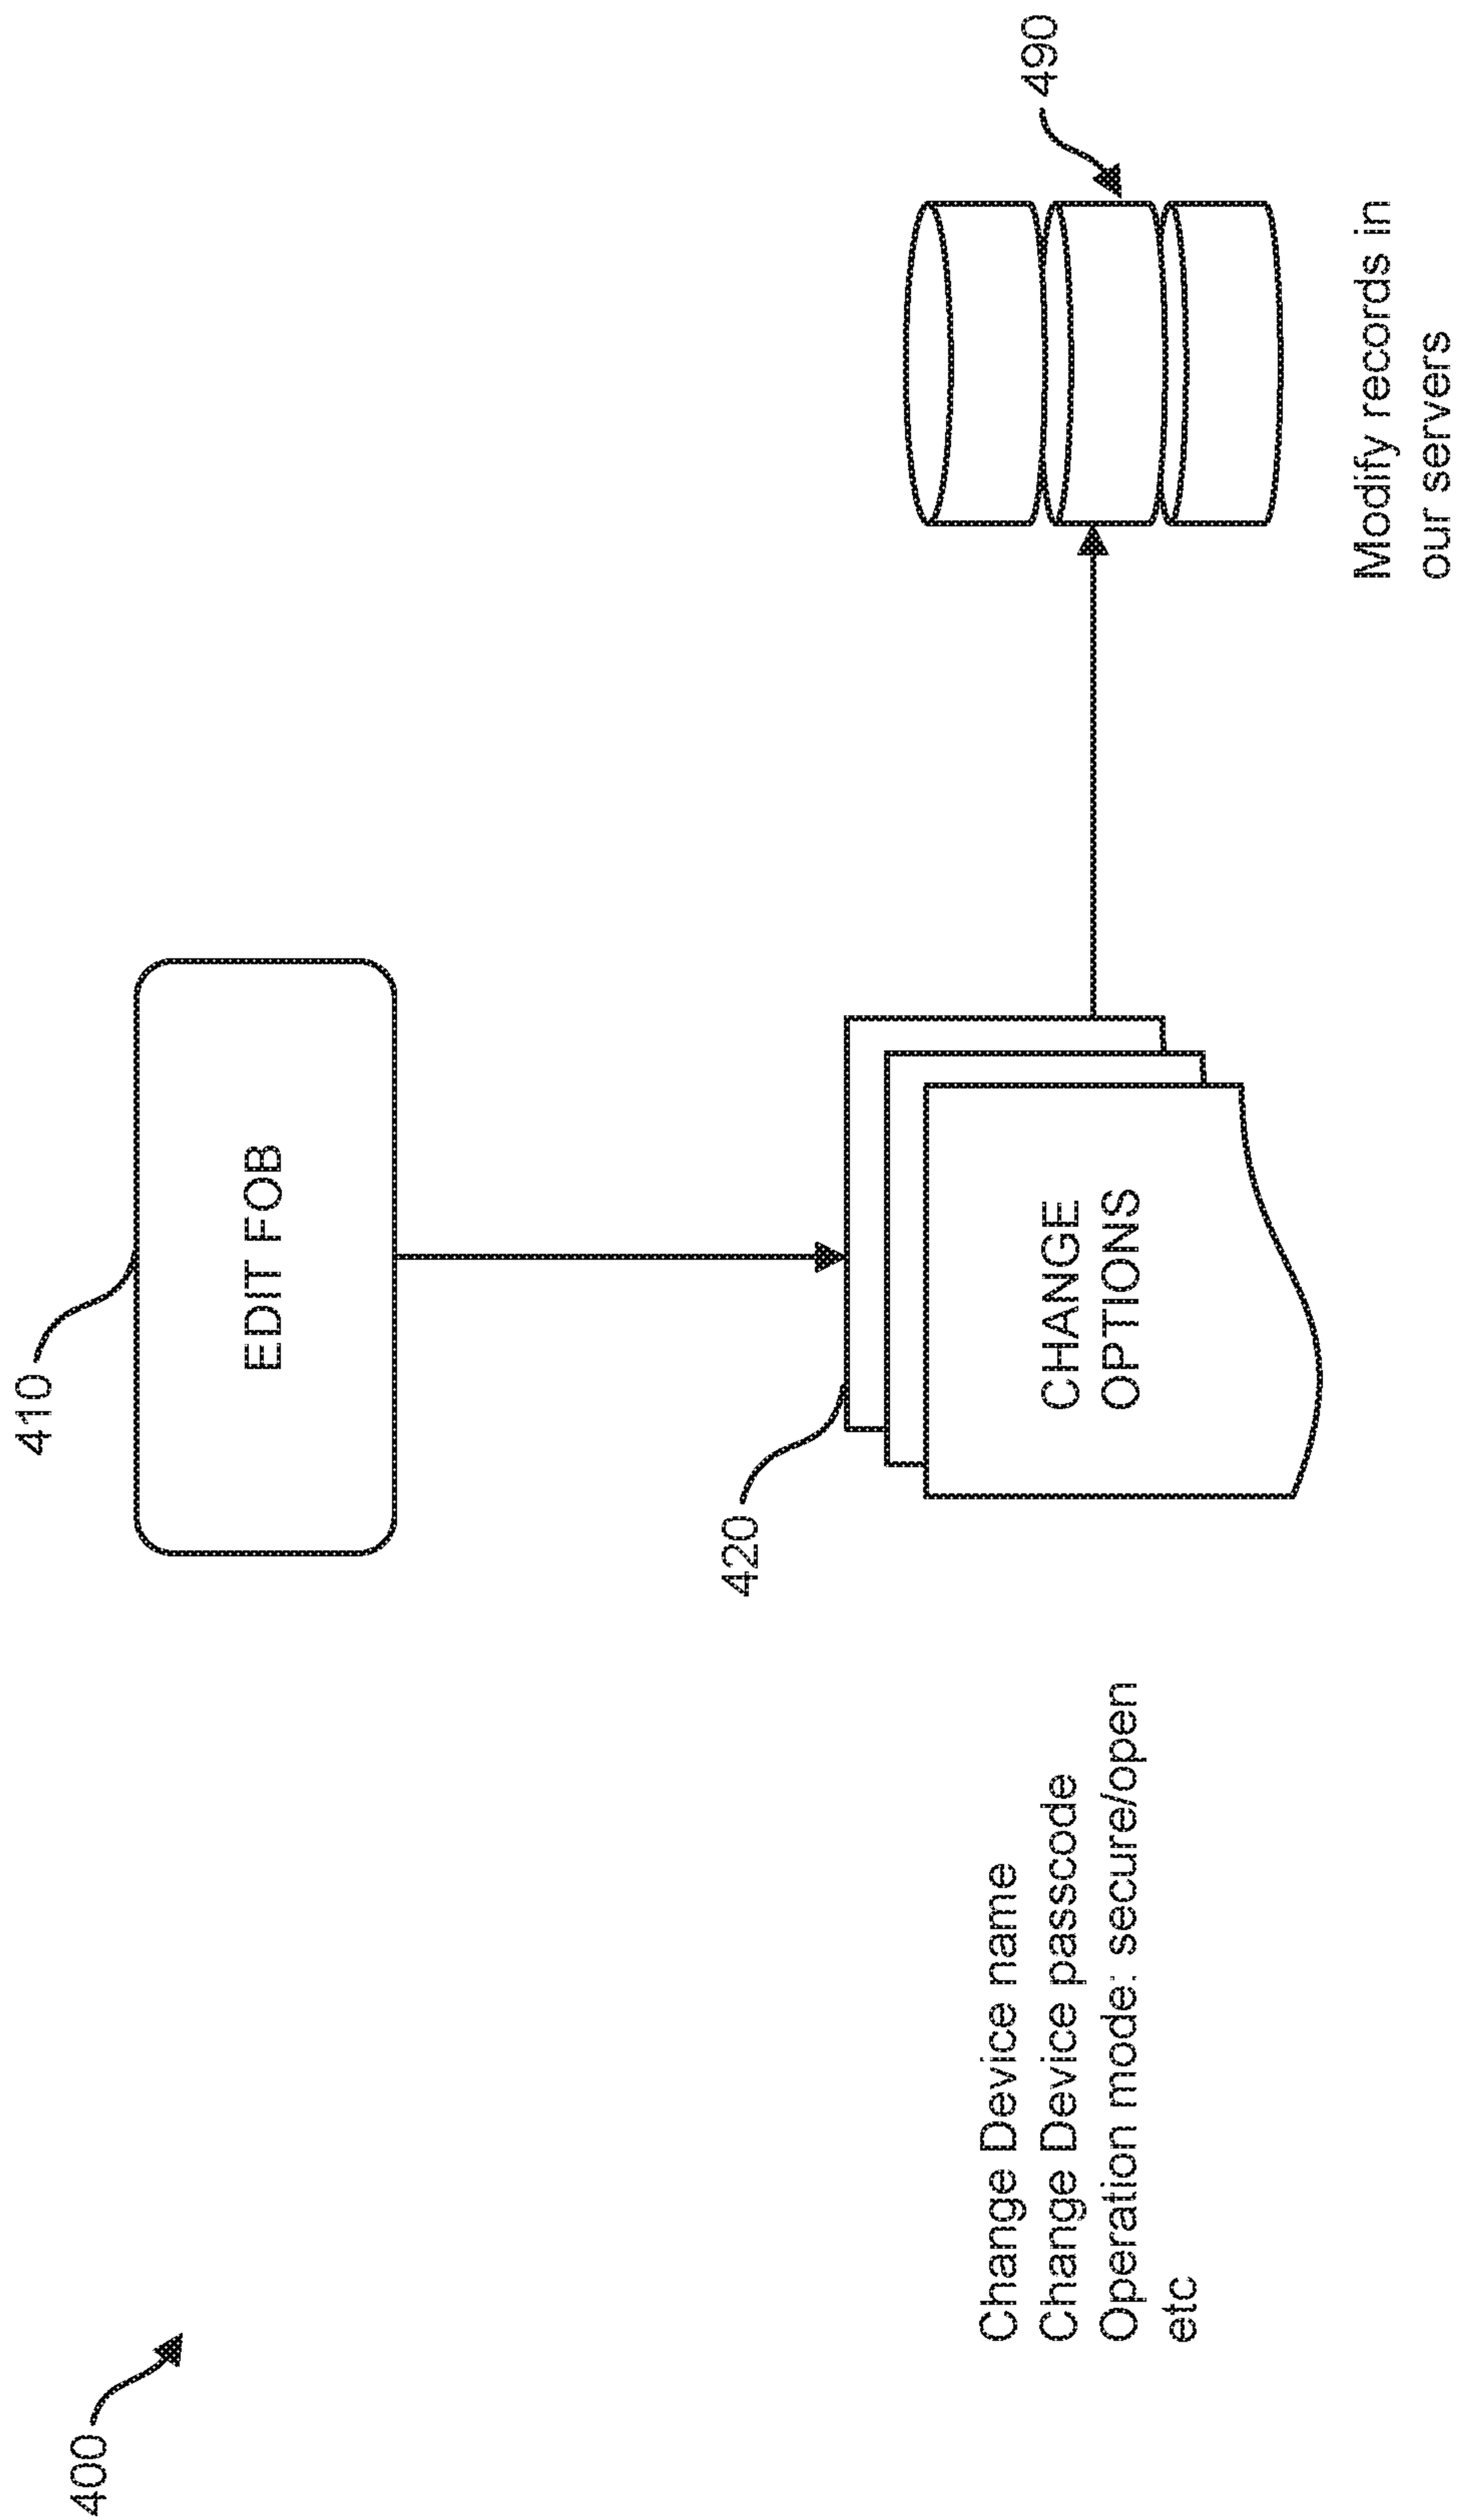 400
410
EDIT FOB
420
CHANGE
OPTIONS
Change Device name
Change Device passcode
Operation mode: secure/open
etc
490
Modify records in
our servers